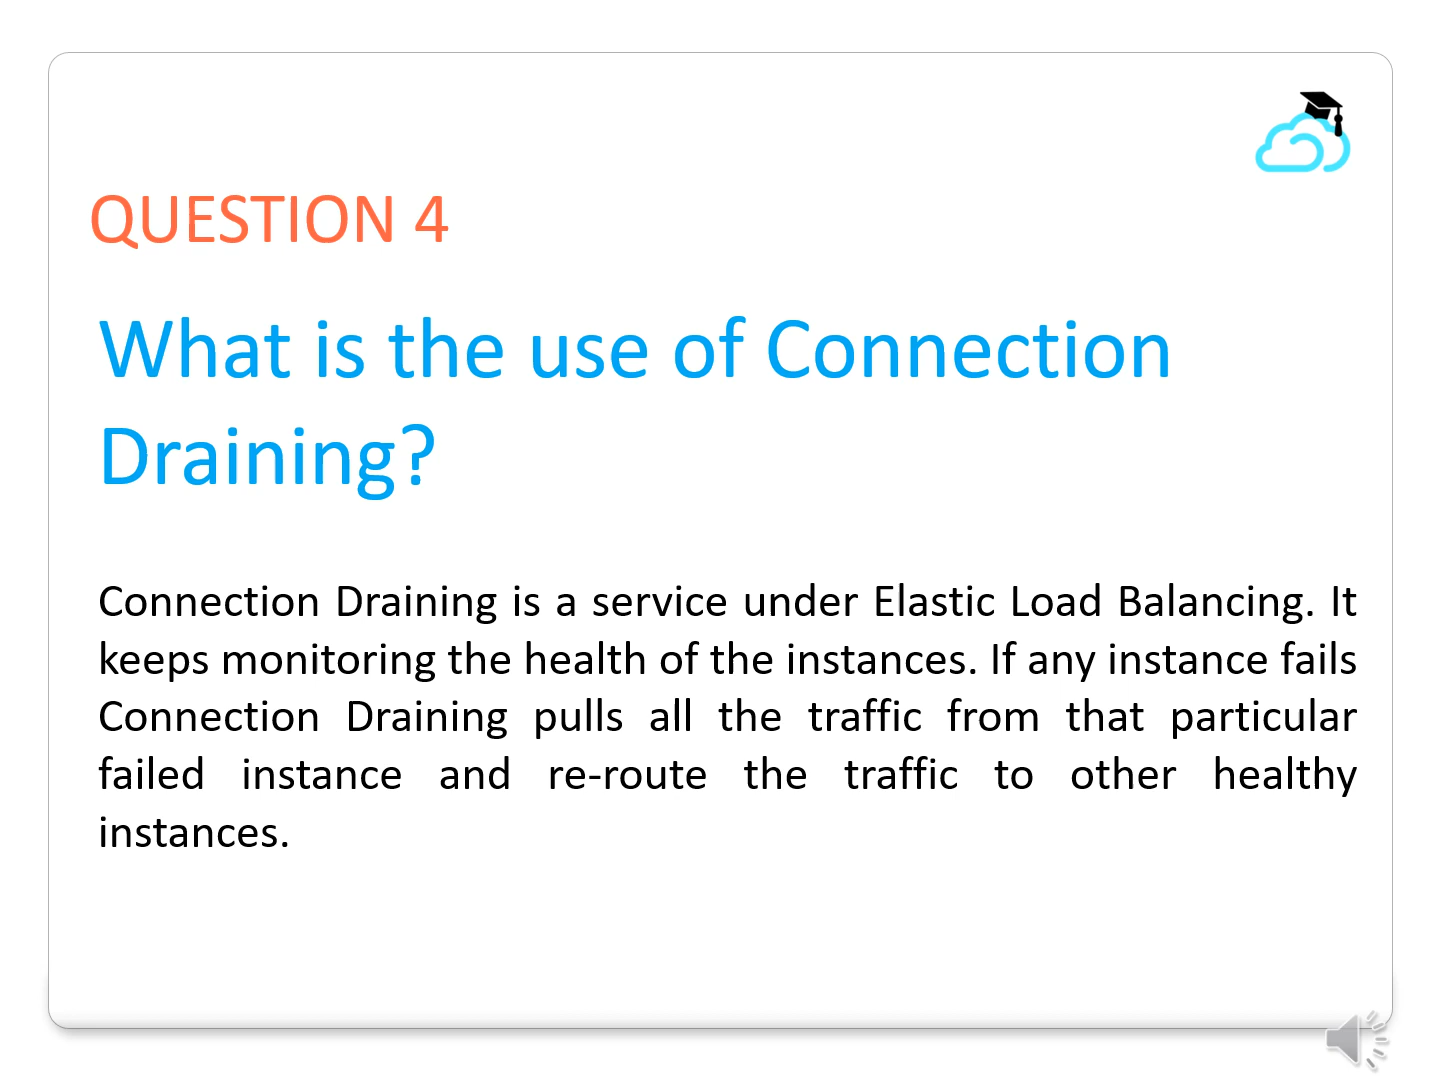 QUESTION 4
What is the use of Connection
Draining?
Connection Draining is a service under Elastic Load Balancing. It
keeps monitoring the health of the instances. If any instance fails
Connection Draining pulls all the traffic from that particular
failed instance and re-route the traffic to other healthy
instances.